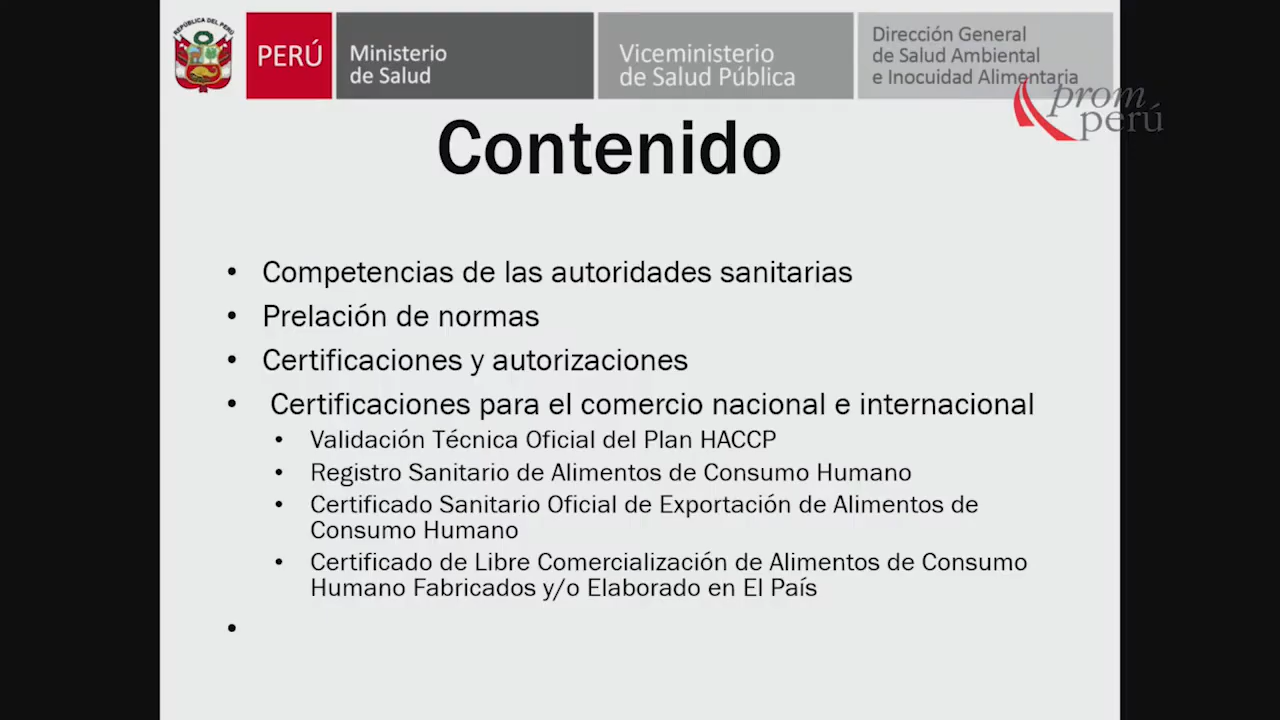 REPÚBLICA DEL PERÚ
PERÚ
Ministerio
de Salud
Viceministerio
de Salud Pública
Dirección General
de Salud Ambiental
e Inocuidad Alimentaria
prom
perú
Contenido
• Competencias de las autoridades sanitarias
• Prelación de normas
• Certificaciones y autorizaciones
• Certificaciones para el comercio nacional e internacional
• Validación Técnica Oficial del Plan HACCP
• Registro Sanitario de Alimentos de Consumo Humano
• Certificado Sanitario Oficial de Exportación de Alimentos de
Consumo Humano
• Certificado de Libre Comercialización de Alimentos de Consumo
Humano Fabricados y/o Elaborado en El País
•